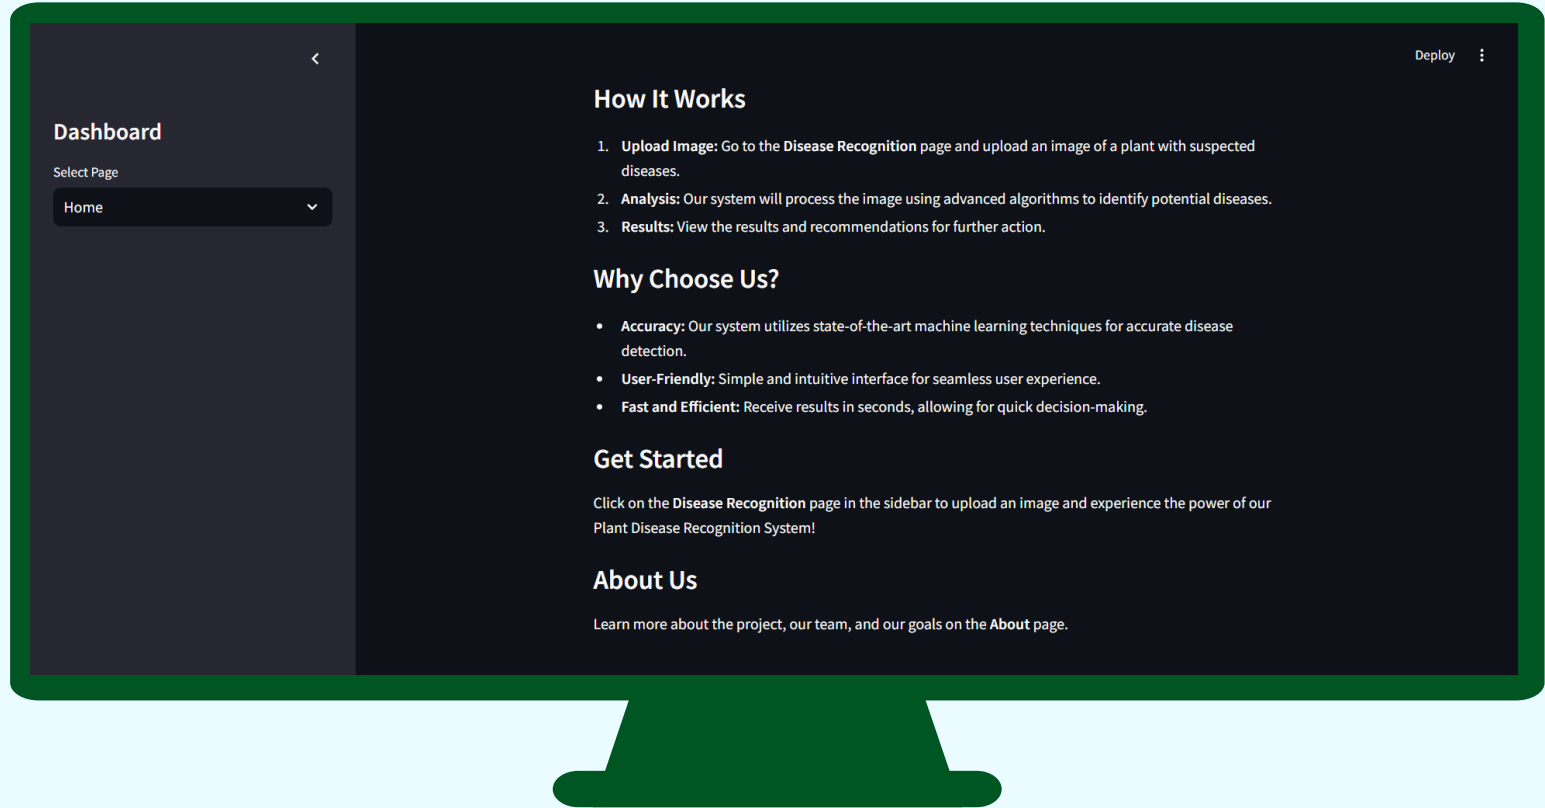 Deploy
Dashboard
Select Page
Home
How It Works
1. Upload Image: Go to the Disease Recognition page and upload an image of a plant with suspected
diseases.
2. Analysis: Our system will process the image using advanced algorithms to identify potential diseases.
3. Results: View the results and recommendations for further action.
Why Choose Us?
• Accuracy: Our system utilizes state-of-the-art machine learning techniques for accurate disease
detection.
• User-Friendly: Simple and intuitive interface for seamless user experience.
• Fast and Efficient: Receive results in seconds, allowing for quick decision-making.
Get Started
Click on the Disease Recognition page in the sidebar to upload an image and experience the power of our
Plant Disease Recognition System!
About Us
Learn more about the project, our team, and our goals on the About page.